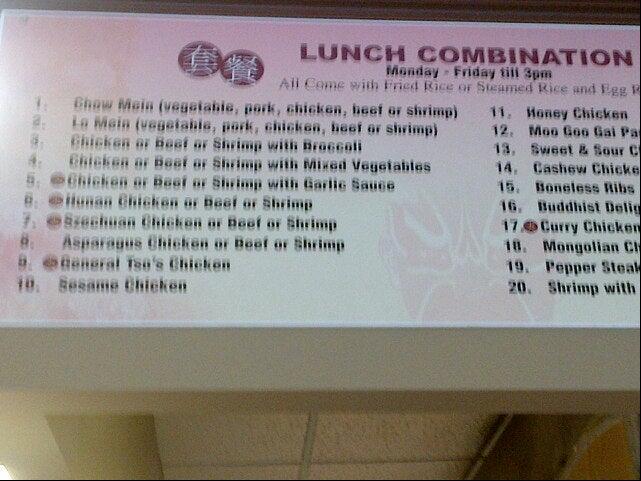 套餐
LUNCH COMBINATION
Monday - Friday till 3pm
All Come with Fried Rice or Steamed Rice and Egg R
1. Chow Mein (vegetable, pork, chicken, beef or shrimp)
2. Lo Mein (vegetable, pork, chicken, beef or shrimp)
3. Chicken or Beef or Shrimp with Broccoli
4. Chicken or Beef or Shrimp with Mixed Vegetables
5. Chicken or Beef or Shrimp with Garlic Sauce
6. Hunan Chicken or Beef or Shrimp
7. Szechuan Chicken or Beef or Shrimp
8. Asparagus Chicken or Beef or Shrimp
9. General Tso's Chicken
10. Sesame Chicken
11. Honey Chicken
12. Moo Goo Gai Pa
13. Sweet & Sour C
14. Cashew Chicke
15. Boneless Ribs
16. Buddhist Delig
17. Curry Chicken
18. Mongolian Ch
19. Pepper Steak
20. Shrimp with